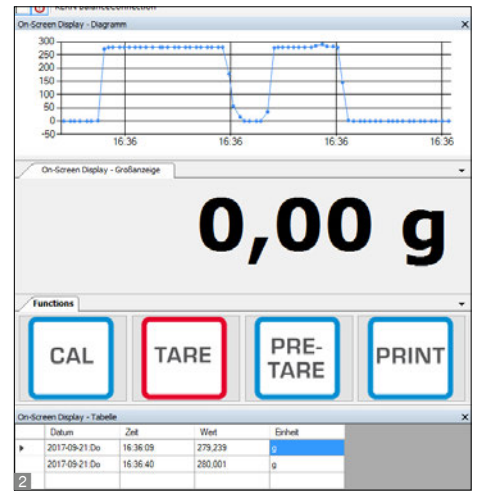 KERN BalanceConnection
On-Screen Display - Diagramm
300
250
200
150
100
50
0
-50
16:36 16:36 16:36 16:36
On-Screen Display - Großanzeige
0,00 g
Functions
CAL TARE PRE-TARE PRINT
On-Screen Display - Tabelle
Datum Zeit Wert Einheit
2017-09-21:Do 16:36:09 279,239 g
2017-09-21:Do 16:36:40 280,001 g
2